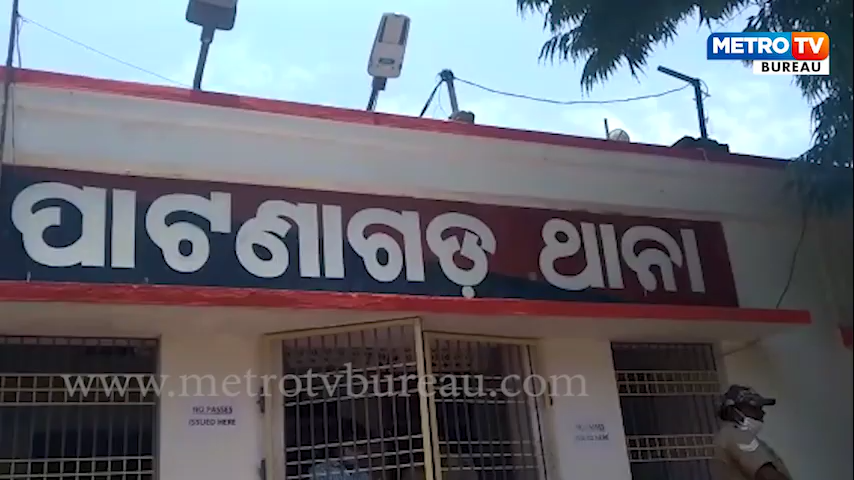 METRO TV
BUREAU
ପାଟଣାଗଡ଼ ଥାନା
www.metrotvbureau.com
NO PASSES
ISSUED HERE